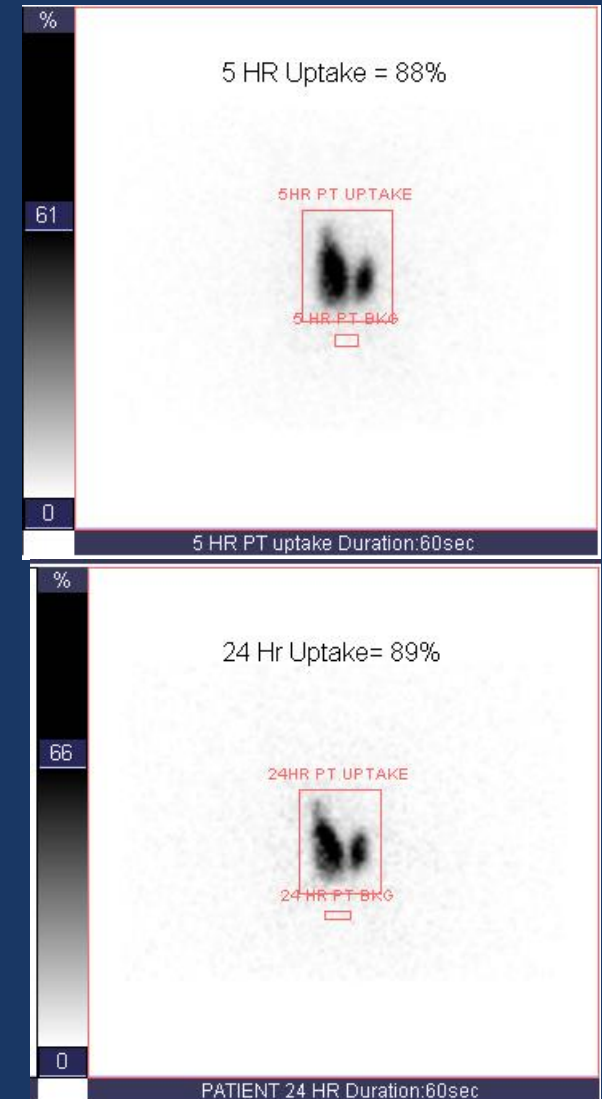 %
5 HR Uptake = 88%
5HR PT UPTAKE
61
5 HR PT BKG
0
5 HR PT uptake Duration:60sec
%
24 Hr Uptake= 89%
66
24HR PT UPTAKE
24 HR PT BKG
0
PATIENT 24 HR Duration:60sec